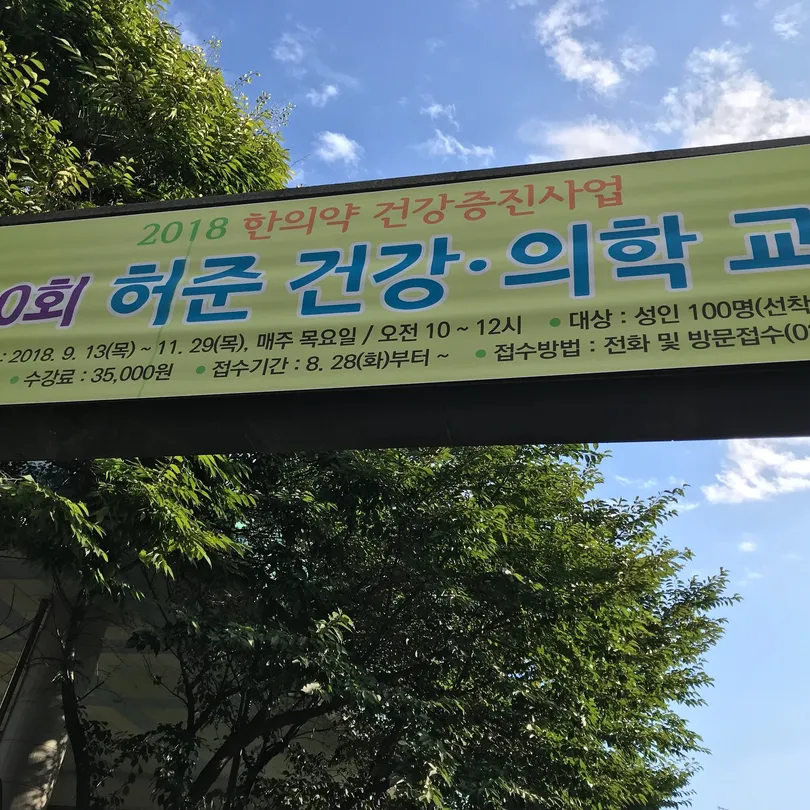 2018 한의약 건강증진사업
0회 허준 건강·의학 교
: 2018. 9. 13(목) ~ 11. 29(목), 매주 목요일 / 오전 10 ~ 12시 • 대상 : 성인 100명(선착
• 수강료 : 35,000원 • 접수기간 : 8. 28(화)부터 ~ • 접수방법 : 전화 및 방문접수(0